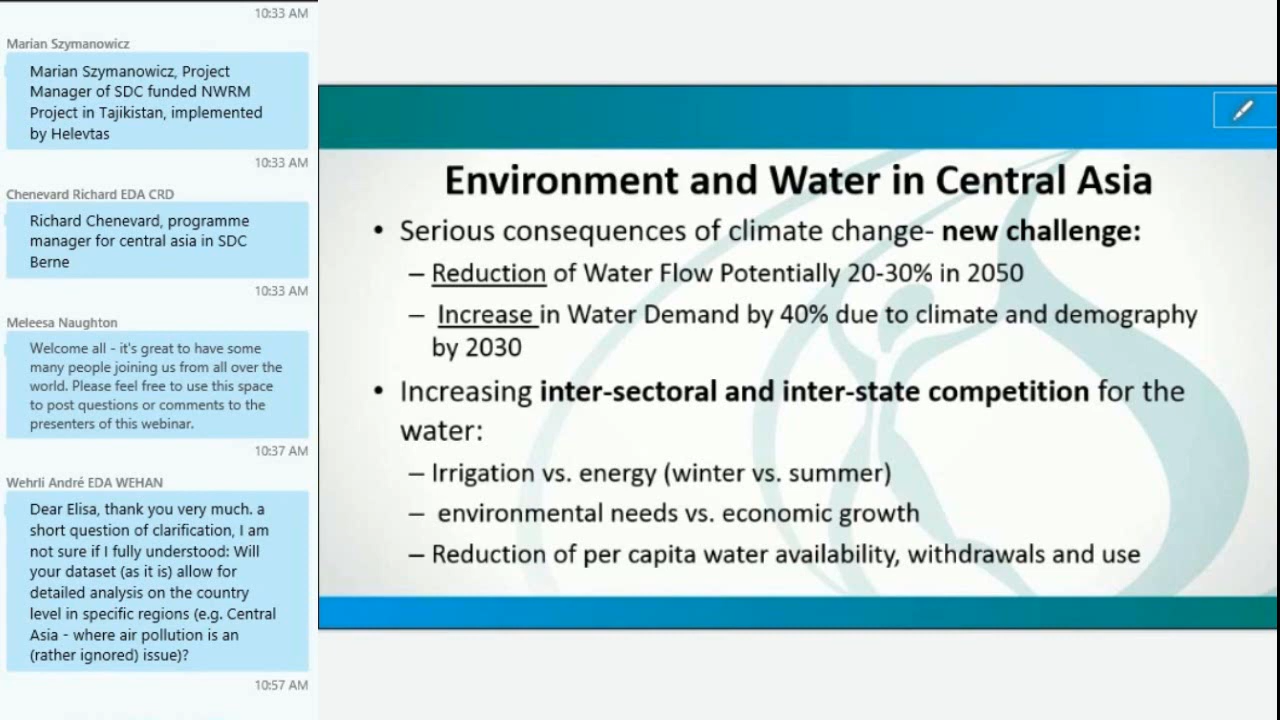 10:33 AM
Marian Szymanowicz
Marian Szymanowicz, Project
Manager of SDC funded NWRM
Project in Tajikistan, implemented
by Helevtas
10:33 AM
Chenevard Richard EDA CRD
Richard Chenevard, programme
manager for central asia in SDC
Berne
10:33 AM
Meleesa Naughton
Welcome all - it's great to have some
many people joining us from all over the
world. Please feel free to use this space
to post questions or comments to the
presenters of this webinar.
10:37 AM
Wehrli André EDA WEHAN
Dear Elisa, thank you very much. a
short question of clarification, I am
not sure if I fully understood: Will
your dataset (as it is) allow for
detailed analysis on the country
level in specific regions (e.g. Central
Asia - where air pollution is an
(rather ignored) issue)?
10:57 AM
Environment and Water in Central Asia
• Serious consequences of climate change- new challenge:
– Reduction of Water Flow Potentially 20-30% in 2050
– Increase in Water Demand by 40% due to climate and demography
by 2030
• Increasing inter-sectoral and inter-state competition for the
water:
– Irrigation vs. energy (winter vs. summer)
– environmental needs vs. economic growth
– Reduction of per capita water availability, withdrawals and use